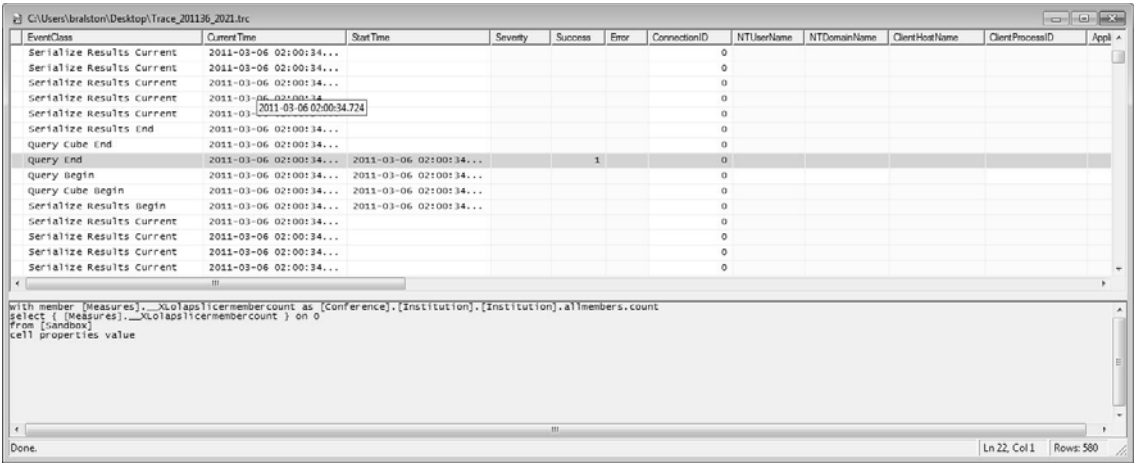 C:\Users\bralston\Desktop\Trace_201136_2021.trc
EventClass CurrentTime StartTime Severity Success Error ConnectionID NTUserName NTDomainName ClientHostName ClientProcessID Appli
Serialize Results Current 2011-03-06 02:00:34... 0
Serialize Results Current 2011-03-06 02:00:34... 0
Serialize Results Current 2011-03-06 02:00:34... 0
Serialize Results Current 2011-03-06 02:00:34... 0
2011-03-06 02:00:34.724
Serialize Results Current 2011-03- 0
Serialize Results End 2011-03-06 02:00:34... 0
Query Cube End 2011-03-06 02:00:34... 0
Query End 2011-03-06 02:00:34... 2011-03-06 02:00:34... 1 0
Query Begin 2011-03-06 02:00:34... 2011-03-06 02:00:34... 0
Query Cube Begin 2011-03-06 02:00:34... 2011-03-06 02:00:34... 0
Serialize Results Begin 2011-03-06 02:00:34... 2011-03-06 02:00:34... 0
Serialize Results Current 2011-03-06 02:00:34... 0
Serialize Results Current 2011-03-06 02:00:34... 0
Serialize Results Current 2011-03-06 02:00:34... 0
Serialize Results Current 2011-03-06 02:00:34... 0
with member [Measures].__XLolapslicermembercount as [Conference].[Institution].[Institution].allmembers.count
select { [Measures].__XLolapslicermembercount } on 0
from [Sandbox]
cell properties value
Done. Ln 22, Col 1 Rows: 580